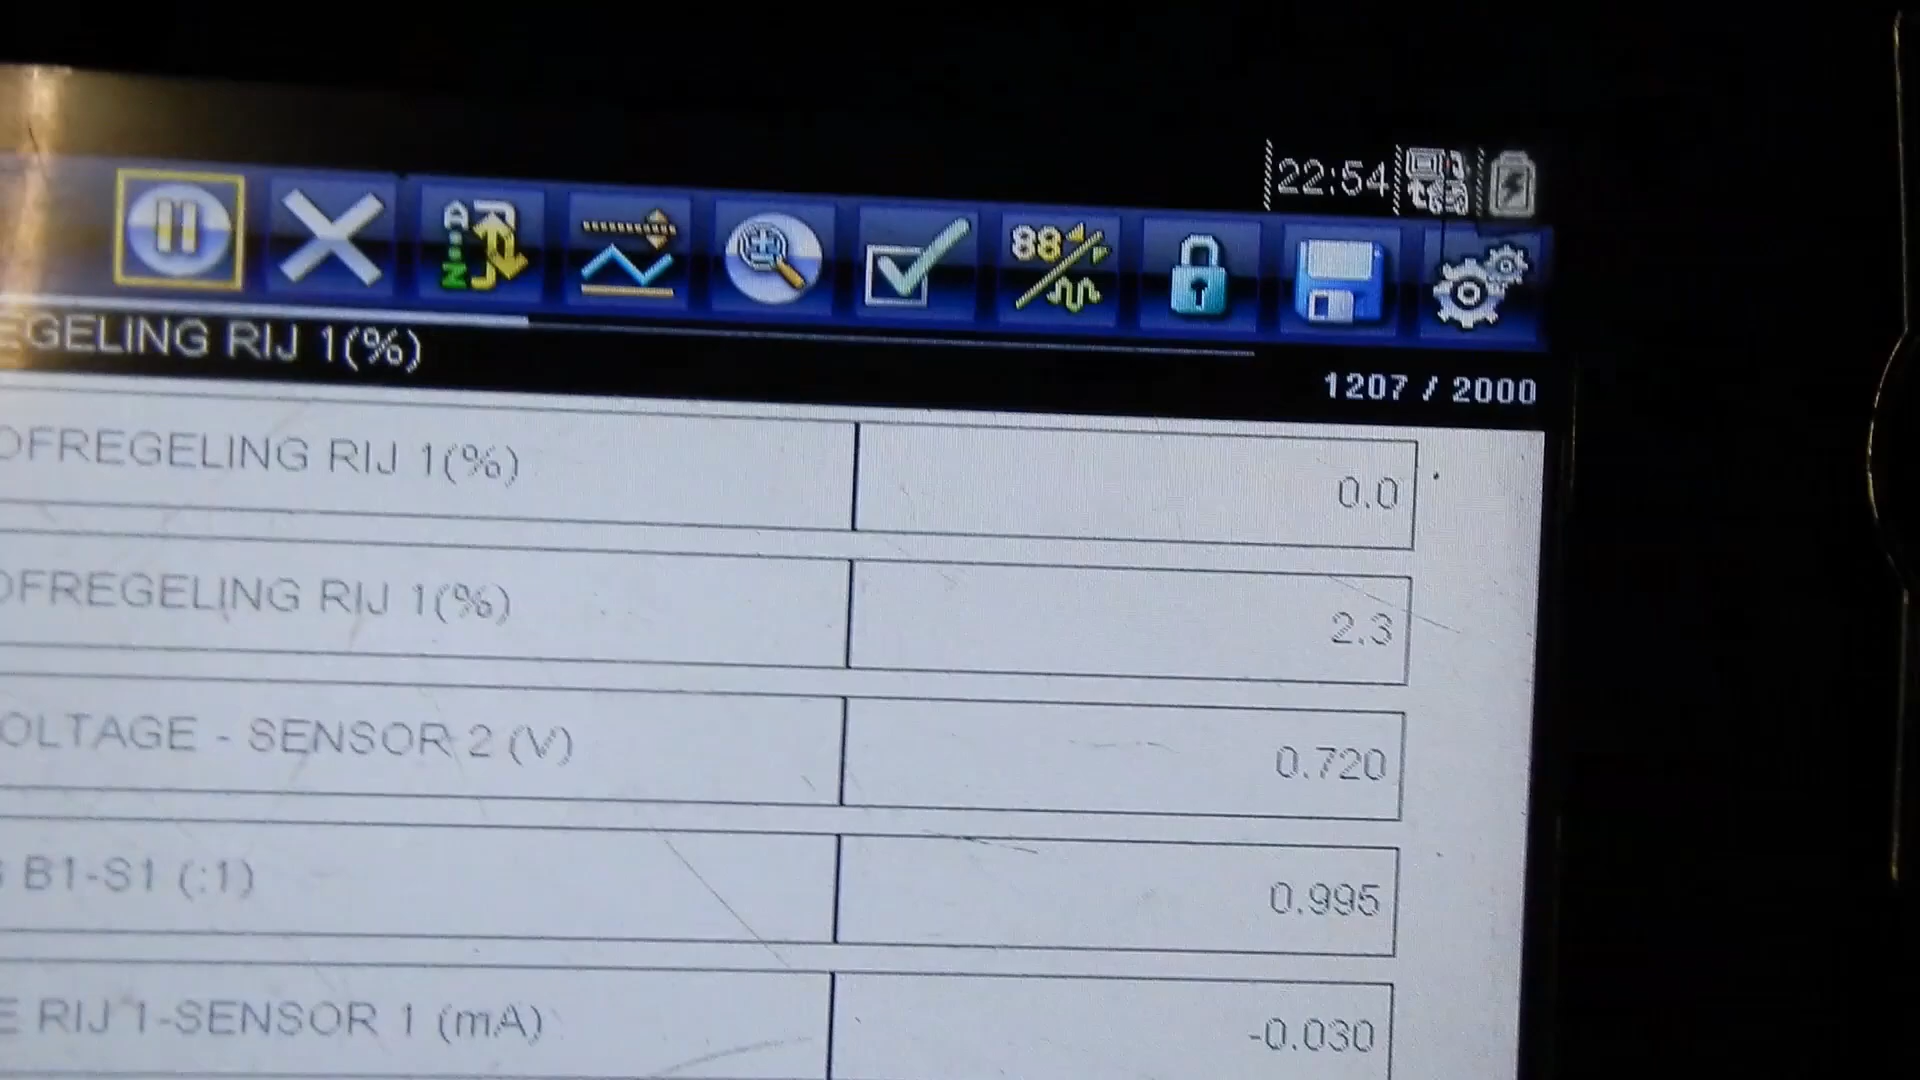 22:54
EGELING RIJ 1(%)
1207 / 2000
OFREGELING RIJ 1(%) 0.0
OFREGELING RIJ 1(%) 2.3
OLTAGE - SENSOR 2 (V) 0.720
B1-S1 (:1) 0.995
E RIJ 1-SENSOR 1 (mA) -0.030